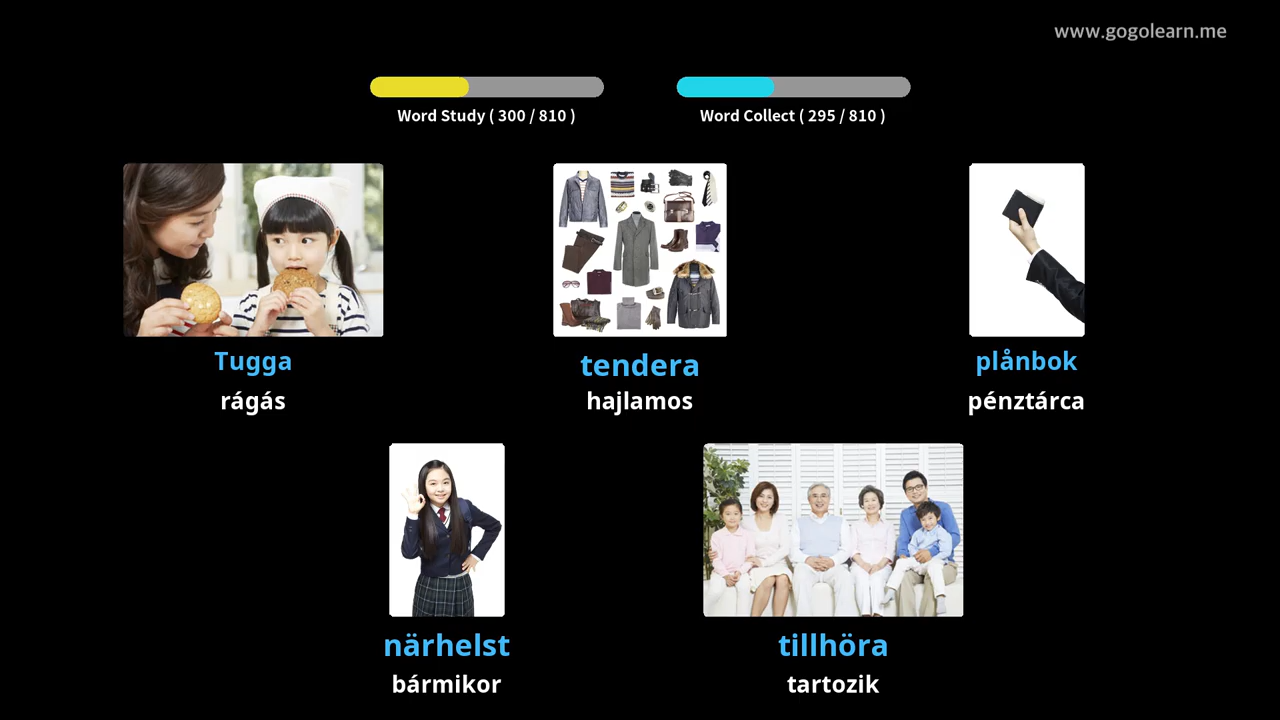 www.gogolearn.me
Word Study ( 300 / 810 )
Word Collect ( 295 / 810 )
Tugga
rágás
tendera
hajlamos
plånbok
pénztárca
närhelst
bármikor
tillhöra
tartozik